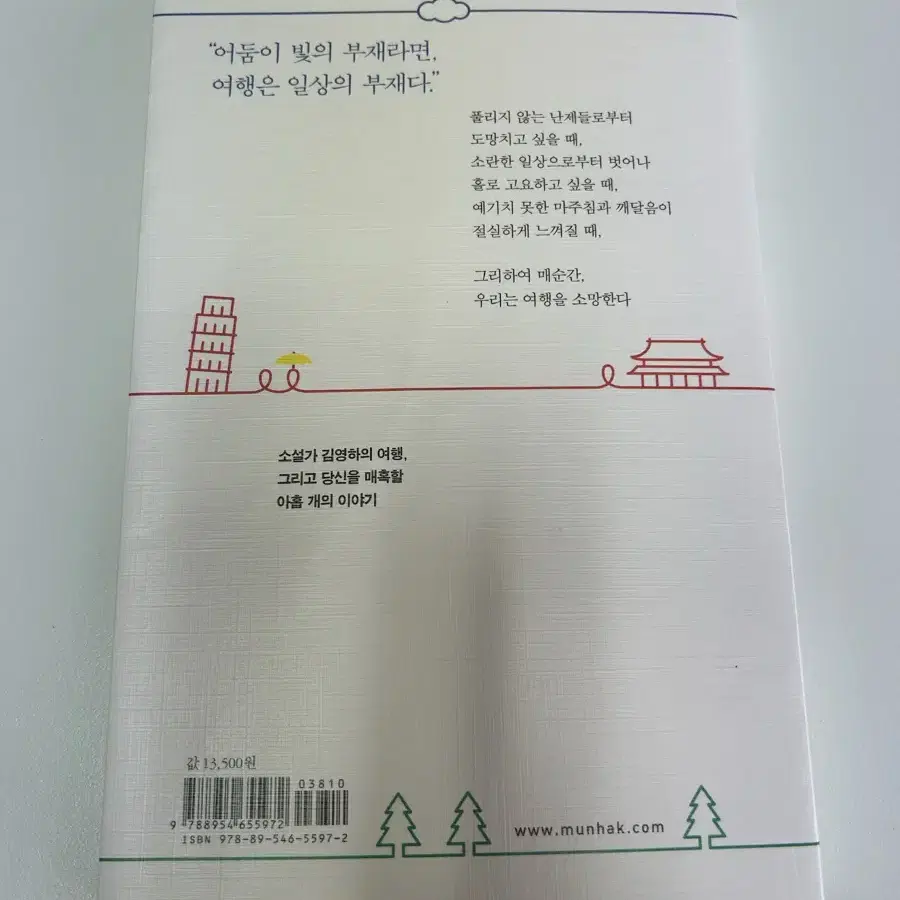 “어둠이 빛의 부재라면,
여행은 일상의 부재다.”
풀리지 않는 난제들로부터
도망치고 싶을 때,
소란한 일상으로부터 벗어나
홀로 고요하고 싶을 때,
예기치 못한 마주침과 깨달음이
절실하게 느껴질 때,
그리하여 매순간,
우리는 여행을 소망한다
소설가 김영하의 여행,
그리고 당신을 매혹할
아홉 개의 이야기
값 13,500원
03810
9 788954 655972
ISBN 978-89-546-5597-2
www.munhak.com